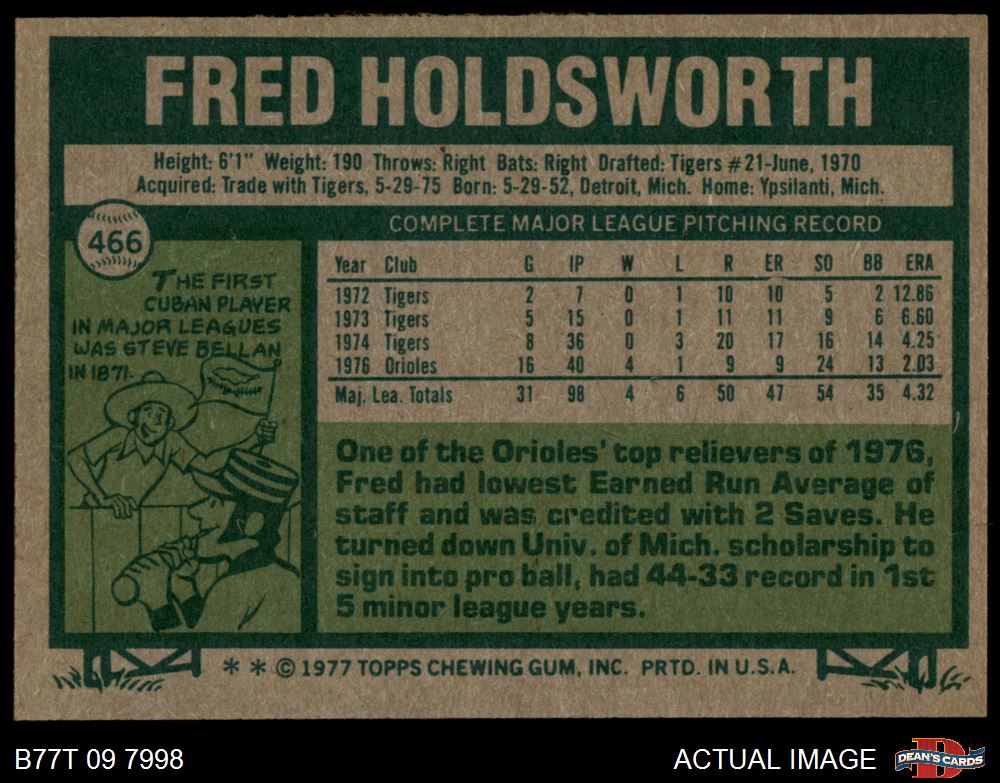 FRED HOLDSWORTH
Height: 6'1" Weight: 190 Throws: Right Bats: Right Drafted: Tigers #21-June, 1970
Acquired: Trade with Tigers, 5-29-75 Born: 5-29-52, Detroit, Mich. Home: Ypsilanti, Mich.
466
THE FIRST
CUBAN PLAYER
IN MAJOR LEAGUES
WAS STEVE BELLAN
IN 1871.
COMPLETE MAJOR LEAGUE PITCHING RECORD
Year Club G IP W L R ER SO BB ERA
1972 Tigers 2 7 0 1 10 10 5 2 12.86
1973 Tigers 5 15 0 1 11 11 9 6 6.60
1974 Tigers 8 36 0 3 20 17 16 14 4.25
1976 Orioles 16 40 4 1 9 9 24 13 2.03
Maj. Lea. Totals 31 98 4 6 50 47 54 35 4.32
One of the Orioles' top relievers of 1976,
Fred had lowest Earned Run Average of
staff and was credited with 2 Saves. He
turned down Univ. of Mich. scholarship to
sign into pro ball, had 44-33 record in 1st
5 minor league years.
* * © 1977 TOPPS CHEWING GUM, INC. PRTD. IN U.S.A.
B77T 09 7998
ACTUAL IMAGE
D
DEAN'S CARDS